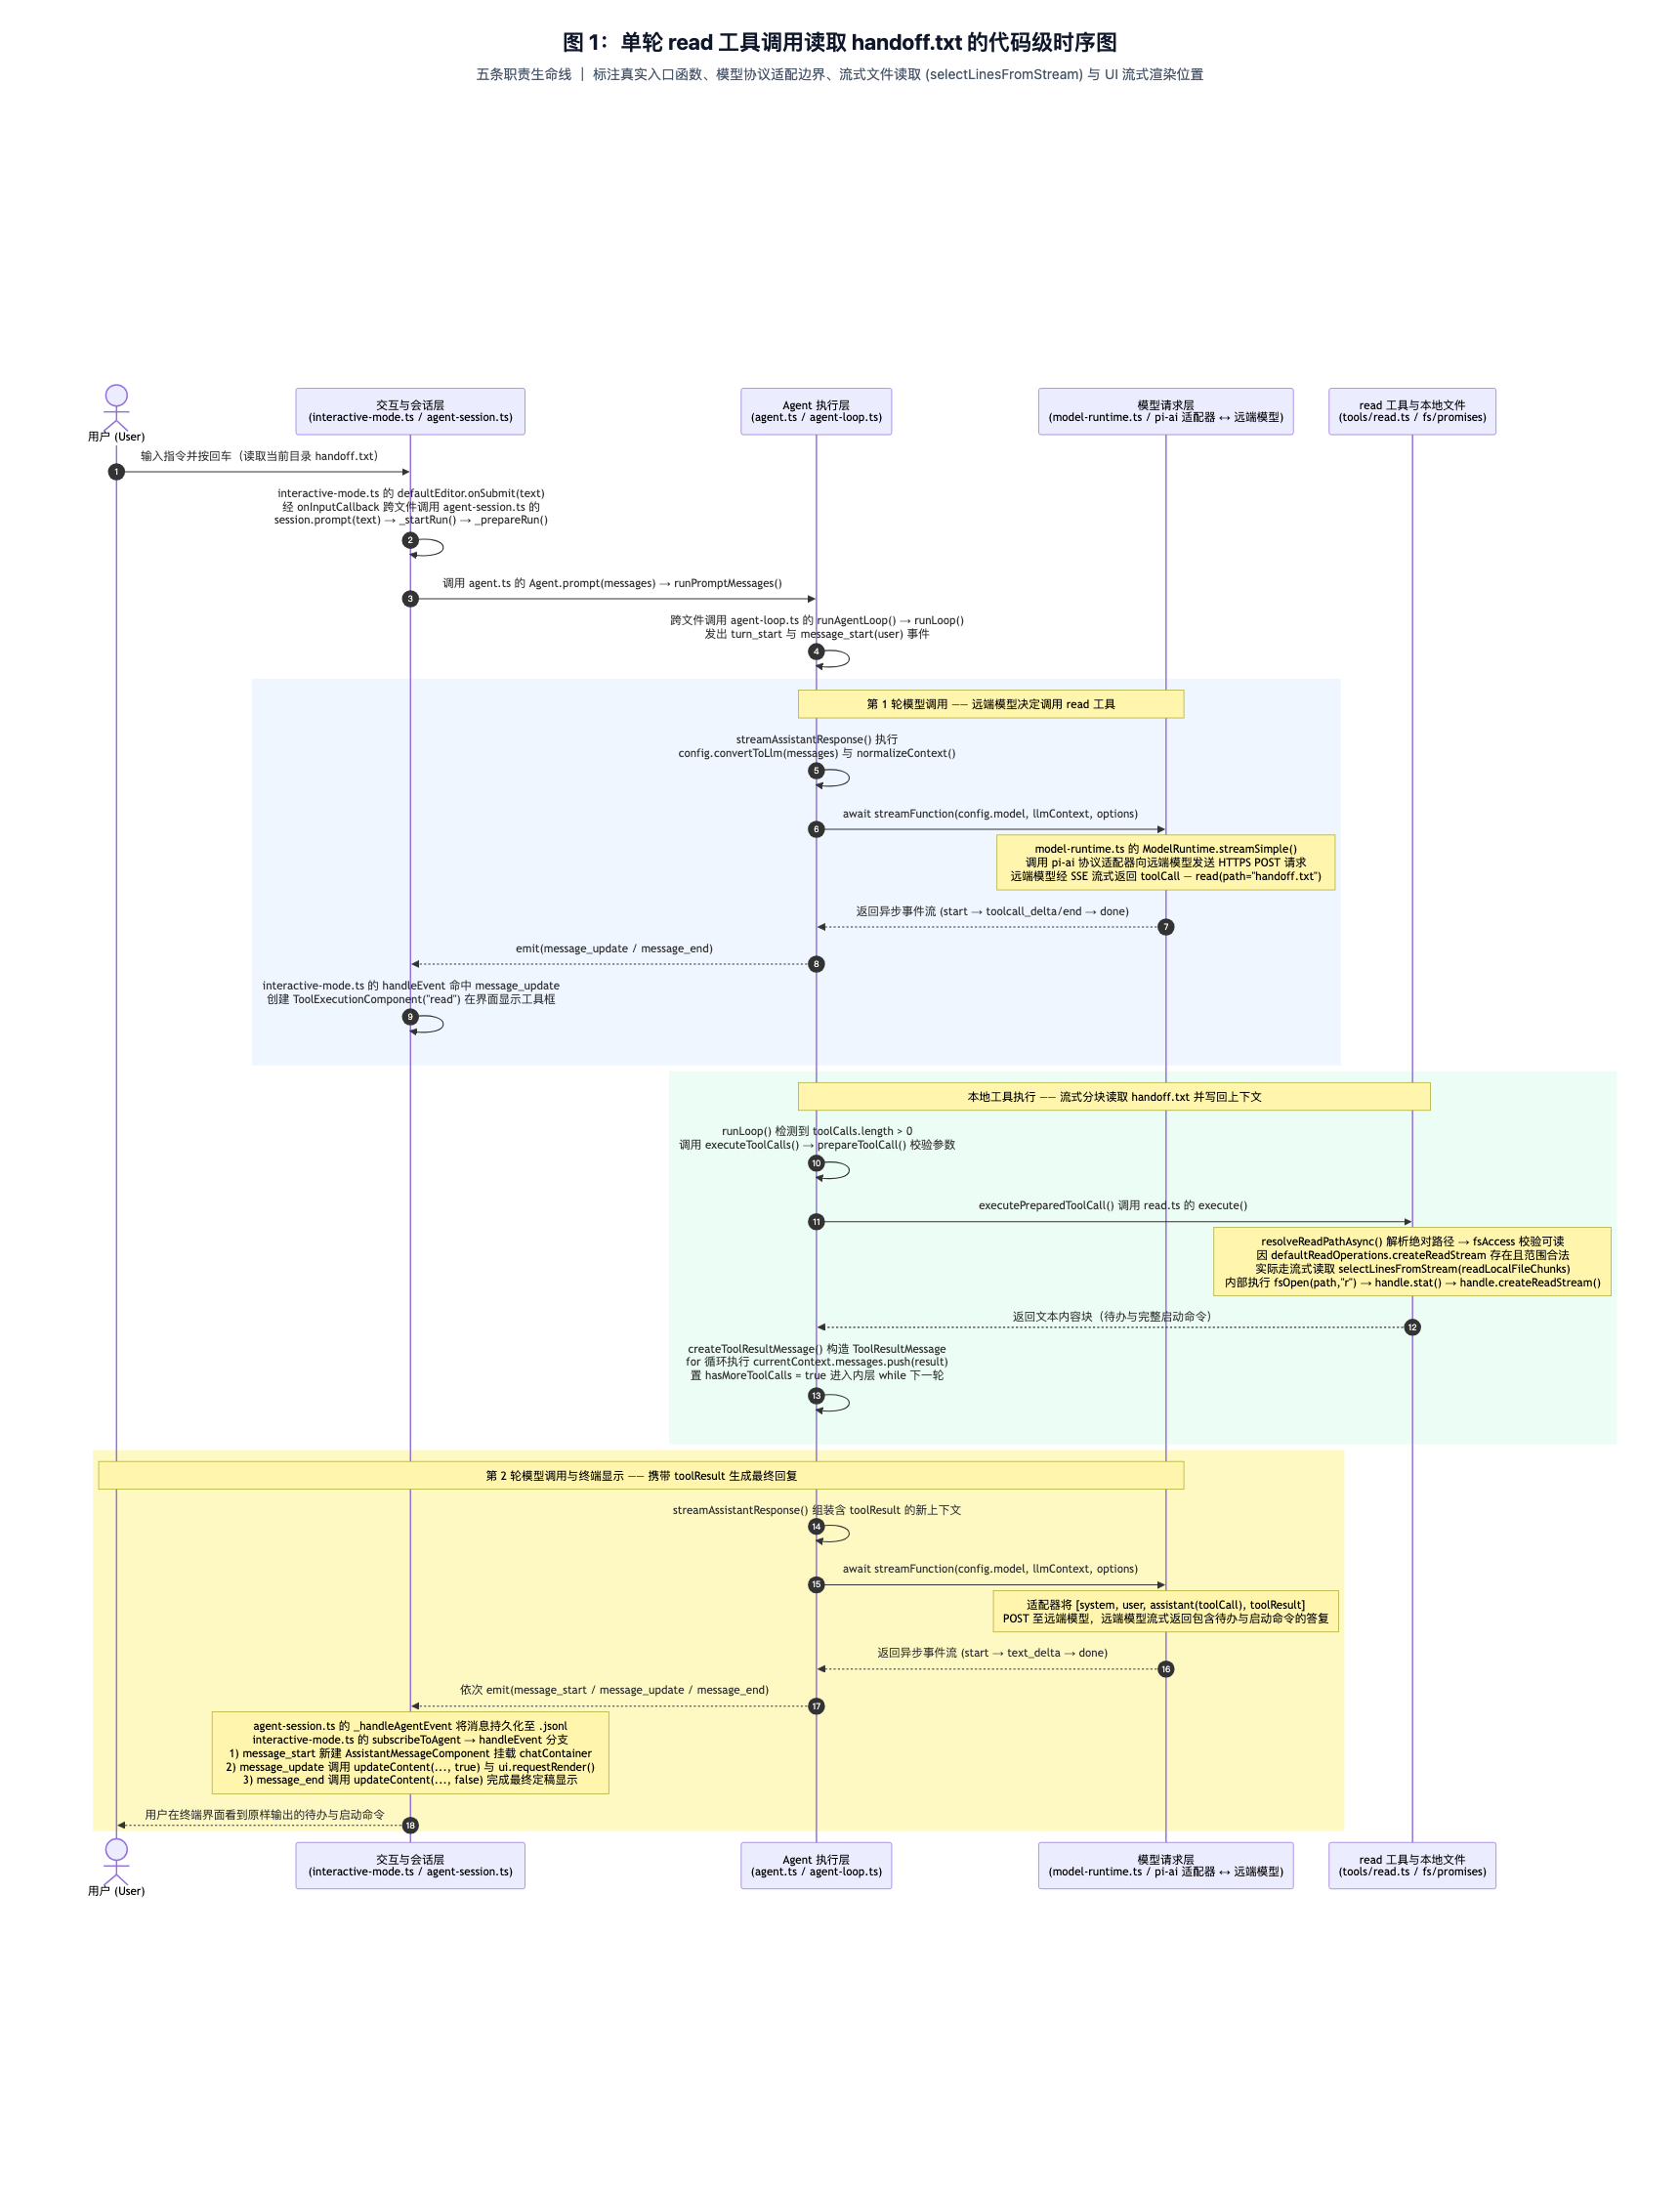 图 1：单轮 read 工具调用读取 handoff.txt 的代码级时序图
五条职责生命线 ｜ 标注真实入口函数、模型协议适配边界、流式文件读取 (selectLinesFromStream) 与 UI 流式渲染位置
用户 (User)
交互与会话层
(interactive-mode.ts / agent-session.ts)
Agent 执行层
(agent.ts / agent-loop.ts)
模型请求层
(model-runtime.ts / pi-ai 适配器 ↔ 远端模型)
read 工具与本地文件
(tools/read.ts / fs/promises)
输入指令并按回车（读取当前目录 handoff.txt）
1
interactive-mode.ts 的 defaultEditor.onSubmit(text)
经 onInputCallback 跨文件调用 agent-session.ts 的
session.prompt(text) → _startRun() → _prepareRun()
2
调用 agent.ts 的 Agent.prompt(messages) → runPromptMessages()
3
跨文件调用 agent-loop.ts 的 runAgentLoop() → runLoop()
发出 turn_start 与 message_start(user) 事件
4
第 1 轮模型调用 —— 远端模型决定调用 read 工具
streamAssistantResponse() 执行
config.convertToLlm(messages) 与 normalizeContext()
5
await streamFunction(config.model, llmContext, options)
6
model-runtime.ts 的 ModelRuntime.streamSimple()
调用 pi-ai 协议适配器向远端模型发送 HTTPS POST 请求
远端模型经 SSE 流式返回 toolCall — read(path="handoff.txt")
返回异步事件流 (start → toolcall_delta/end → done)
7
emit(message_update / message_end)
8
interactive-mode.ts 的 handleEvent 命中 message_update
创建 ToolExecutionComponent("read") 在界面显示工具框
9
本地工具执行 —— 流式分块读取 handoff.txt 并写回上下文
runLoop() 检测到 toolCalls.length > 0
调用 executeToolCalls() → prepareToolCall() 校验参数
10
executePreparedToolCall() 调用 read.ts 的 execute()
11
resolveReadPathAsync() 解析绝对路径 → fsAccess 校验可读
因 defaultReadOperations.createReadStream 存在且范围合法
实际走流式读取 selectLinesFromStream(readLocalFileChunks)
内部执行 fsOpen(path,"r") → handle.stat() → handle.createReadStream()
返回文本内容块（待办与完整启动命令）
12
createToolResultMessage() 构造 ToolResultMessage
for 循环执行 currentContext.messages.push(result)
置 hasMoreToolCalls = true 进入内层 while 下一轮
13
第 2 轮模型调用与终端显示 —— 携带 toolResult 生成最终回复
streamAssistantResponse() 组装含 toolResult 的新上下文
14
await streamFunction(config.model, llmContext, options)
15
适配器将 [system, user, assistant(toolCall), toolResult]
POST 至远端模型，远端模型流式返回包含待办与启动命令的答复
返回异步事件流 (start → text_delta → done)
16
依次 emit(message_start / message_update / message_end)
17
agent-session.ts 的 _handleAgentEvent 将消息持久化至 .jsonl
interactive-mode.ts 的 subscribeToAgent → handleEvent 分支
1) message_start 新建 AssistantMessageComponent 挂载 chatContainer
2) message_update 调用 updateContent(..., true) 与 ui.requestRender()
3) message_end 调用 updateContent(..., false) 完成最终定稿显示
用户在终端界面看到原样输出的待办与启动命令
18
用户 (User)
交互与会话层
(interactive-mode.ts / agent-session.ts)
Agent 执行层
(agent.ts / agent-loop.ts)
模型请求层
(model-runtime.ts / pi-ai 适配器 ↔ 远端模型)
read 工具与本地文件
(tools/read.ts / fs/promises)